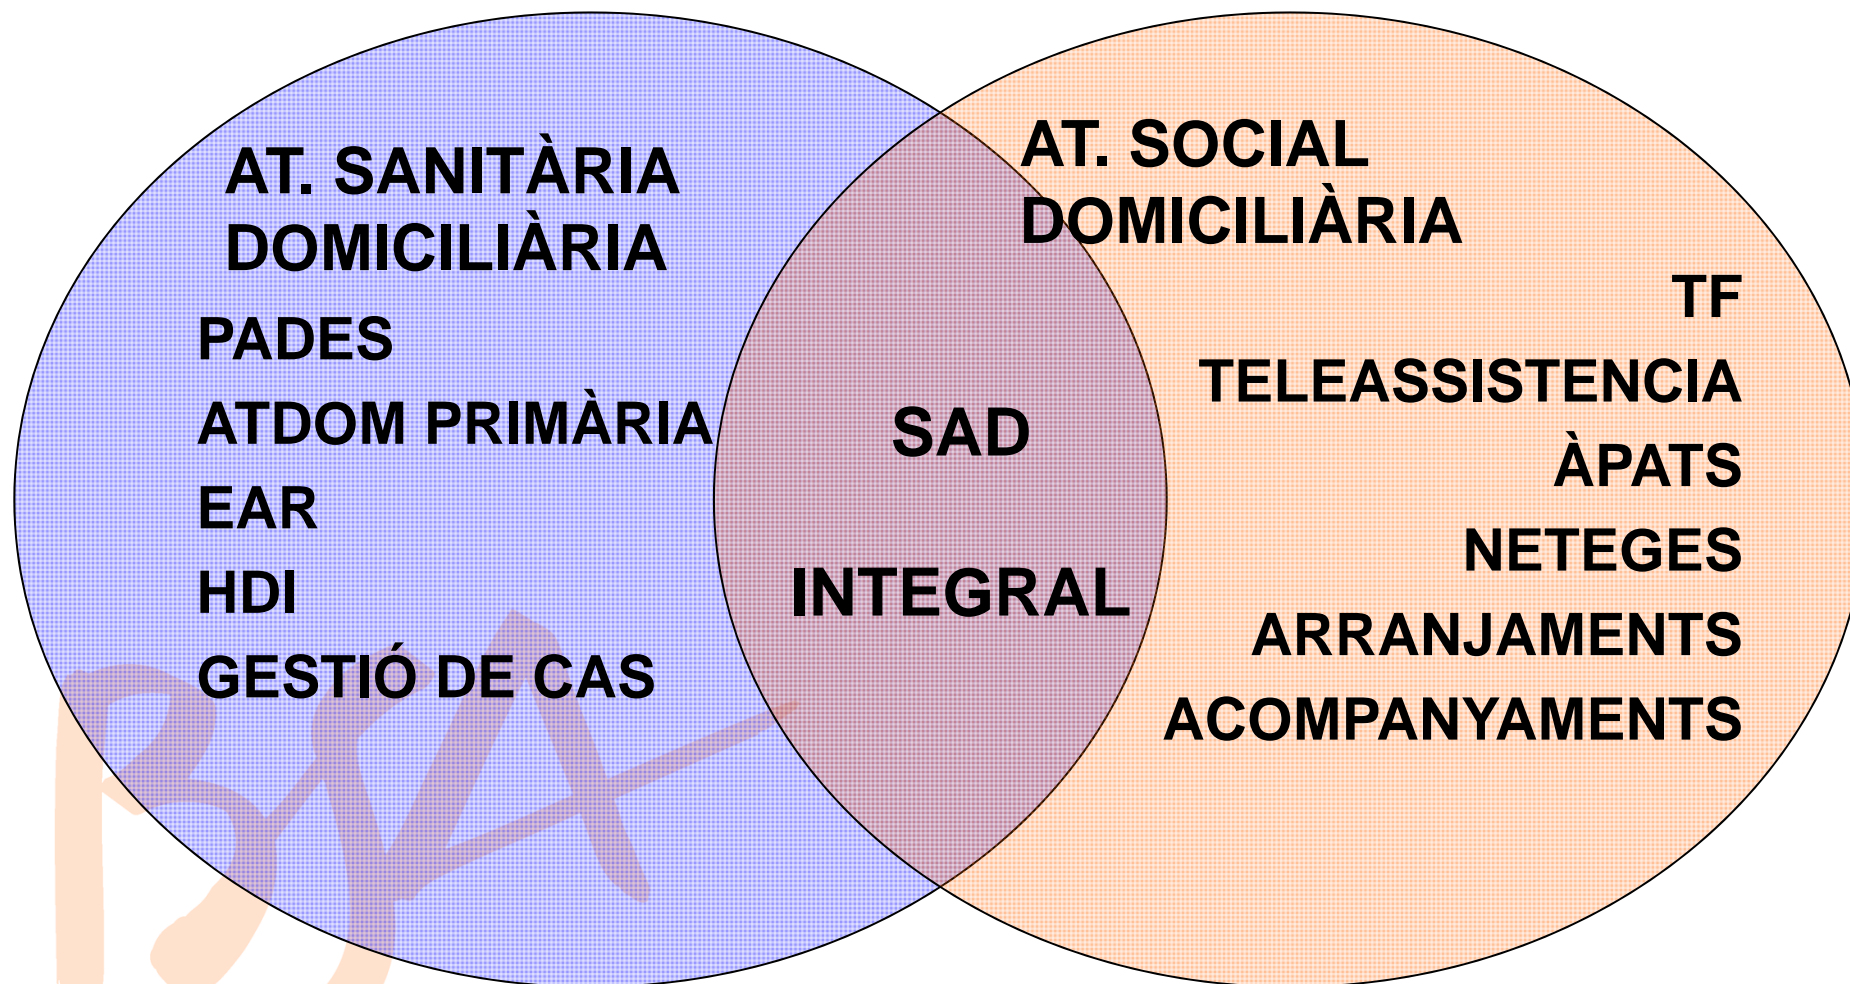 AT. SANITÀRIA
DOMICILIÀRIA
PADES
ATDOM PRIMÀRIA
EAR
HDI
GESTIÓ DE CAS
SAD
INTEGRAL
AT. SOCIAL
DOMICILIÀRIA
TF
TELEASSISTENCIA
ÀPATS
NETEGES
ARRANJAMENTS
ACOMPANYAMENTS
BSA